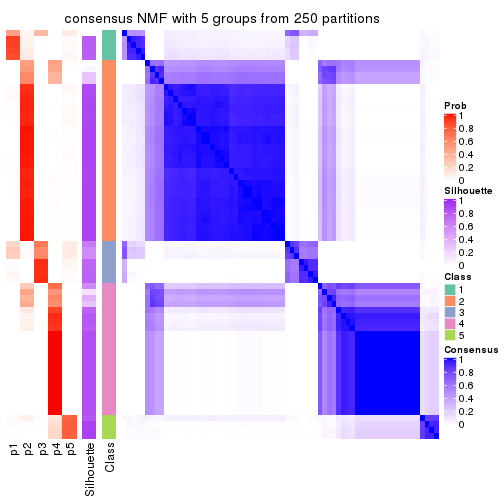 consensus NMF with 5 groups from 250 partitions
Prob
1
0.8
0.6
0.4
0.2
0
Silhouette
1
0.8
0.6
0.4
0.2
0
Class
1
2
3
4
5
Consensus
1
0.8
0.6
0.4
0.2
0
p1
p2
p3
p4
p5
Silhouette
Class